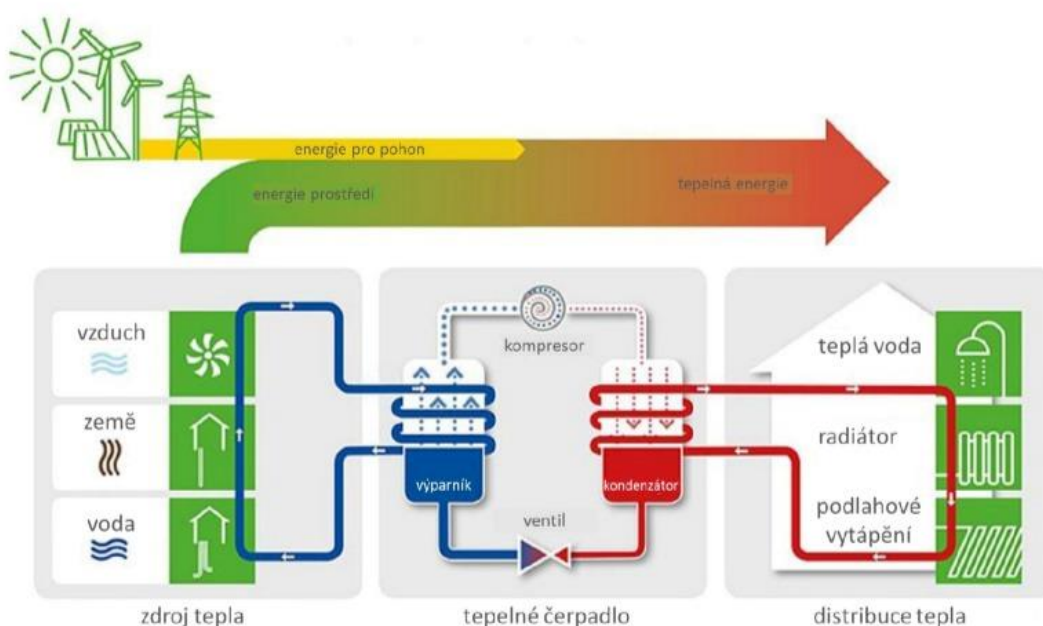 energie pro pohon
energie prostředí
tepelná energie
vzduch
země
voda
zdroj tepla
kompresor
výparník
kondenzátor
ventil
tepelné čerpadlo
teplá voda
radiátor
podlahové
vytápění
distribuce tepla